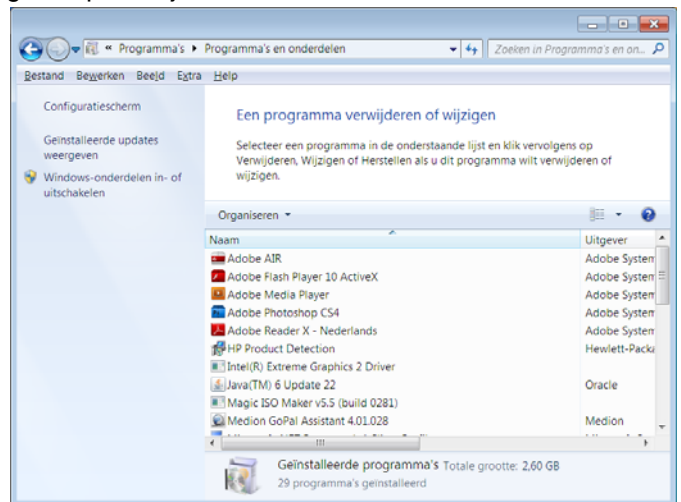 « Programma's ▸ Programma's en onderdelen
Zoeken in Programma's en on...
Bestand Bewerken Beeld Extra Help
Configuratiescherm
Geïnstalleerde updates
weergeven
Windows-onderdelen in- of
uitschakelen
Een programma verwijderen of wijzigen
Selecteer een programma in de onderstaande lijst en klik vervolgens op
Verwijderen, Wijzigen of Herstellen als u dit programma wilt verwijderen of
wijzigen.
Organiseren
Naam Uitgever
Adobe AIR Adobe System
Adobe Flash Player 10 ActiveX Adobe System
Adobe Media Player Adobe System
Adobe Photoshop CS4 Adobe System
Adobe Reader X - Nederlands Adobe System
HP Product Detection Hewlett-Packa
Intel(R) Extreme Graphics 2 Driver
Java(TM) 6 Update 22 Oracle
Magic ISO Maker v5.5 (build 0281)
Medion GoPal Assistant 4.01.028 Medion
Geïnstalleerde programma's Totale grootte: 2,60 GB
29 programma's geïnstalleerd